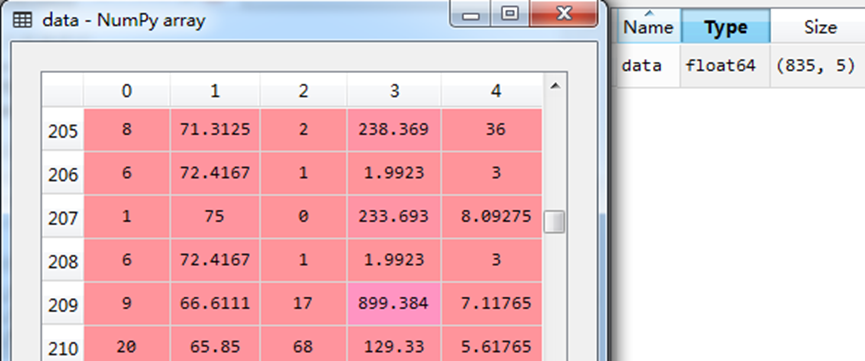 data - NumPy array
Name Type Size
data float64 (835, 5)
0 1 2 3 4
205 8 71.3125 2 238.369 36
206 6 72.4167 1 1.9923 3
207 1 75 0 233.693 8.09275
208 6 72.4167 1 1.9923 3
209 9 66.6111 17 899.384 7.11765
210 20 65.85 68 129.33 5.61765